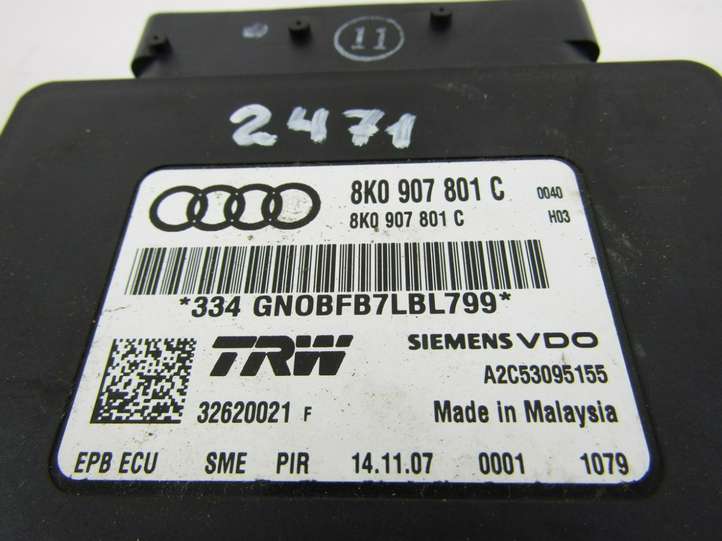 11
2471
8K0 907 801 C 0040
8K0 907 801 C H03
*334 GNOBFB7LBL799*
TRW SIEMENS VDO
A2C53095155
32620021 F Made in Malaysia
EPB ECU SME PIR 14.11.07 0001 1079